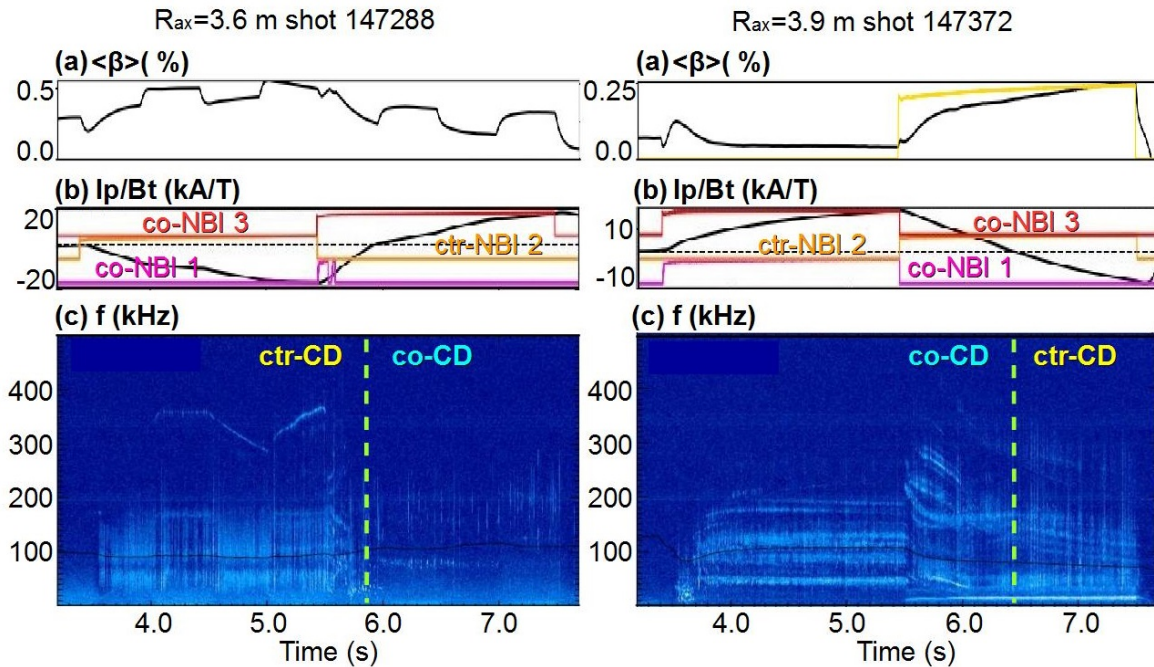 Rax=3.6 m shot 147288
(a) <β>( %)
0.5
0.0
(b) Ip/Bt (kA/T)
20
-20
co-NBI 3
ctr-NBI 2
co-NBI 1
(c) f (kHz)
400
300
200
100
ctr-CD
co-CD
4.0 5.0 6.0 7.0
Time (s)
Rax=3.9 m shot 147372
(a) <β>( %)
0.25
0.0
(b) Ip/Bt (kA/T)
10
-10
co-NBI 3
ctr-NBI 2
co-NBI 1
(c) f (kHz)
400
300
200
100
co-CD
ctr-CD
4.0 5.0 6.0 7.0
Time (s)